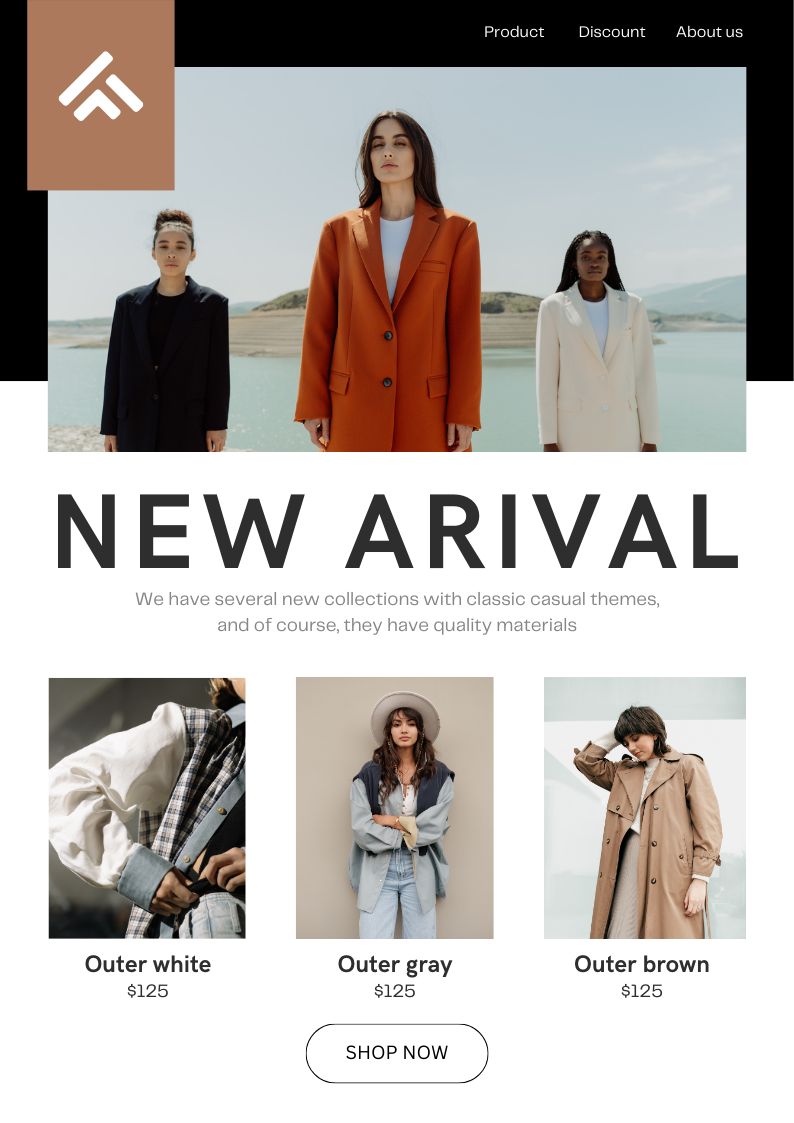 Product Discount About us
NEW ARIVAL
We have several new collections with classic casual themes,
and of course, they have quality materials
Outer white Outer gray Outer brown
$125 $125 $125
SHOP NOW